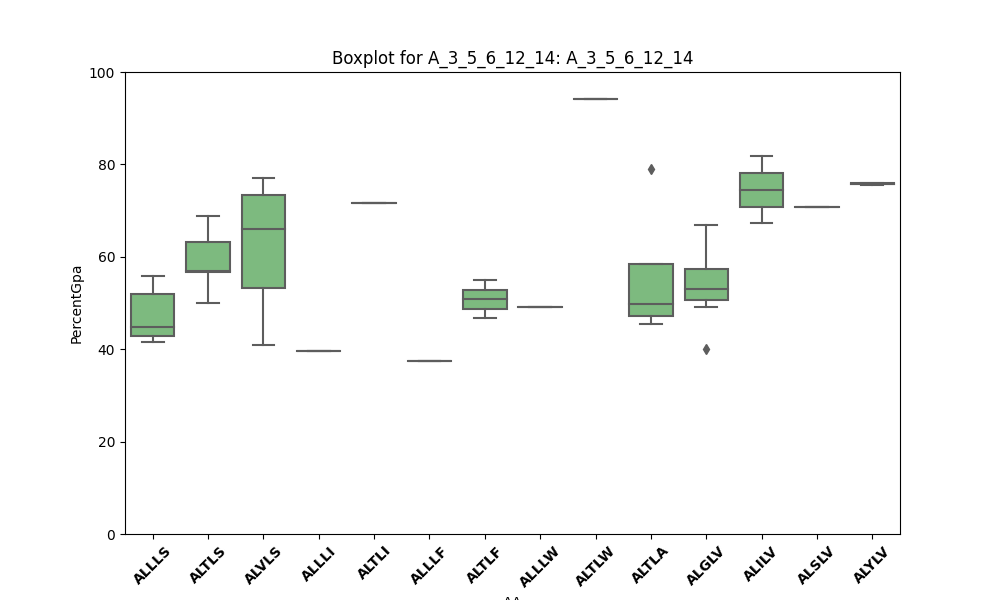 Boxplot for A_3_5_6_12_14: A_3_5_6_12_14
100
80
60
40
20
0
PercentGpa
ALLLS ALTLS ALVLS ALLLI ALTLI ALLLF ALTLF ALLLW ALTLW ALTLA ALGLV ALILV ALSLV ALYLV